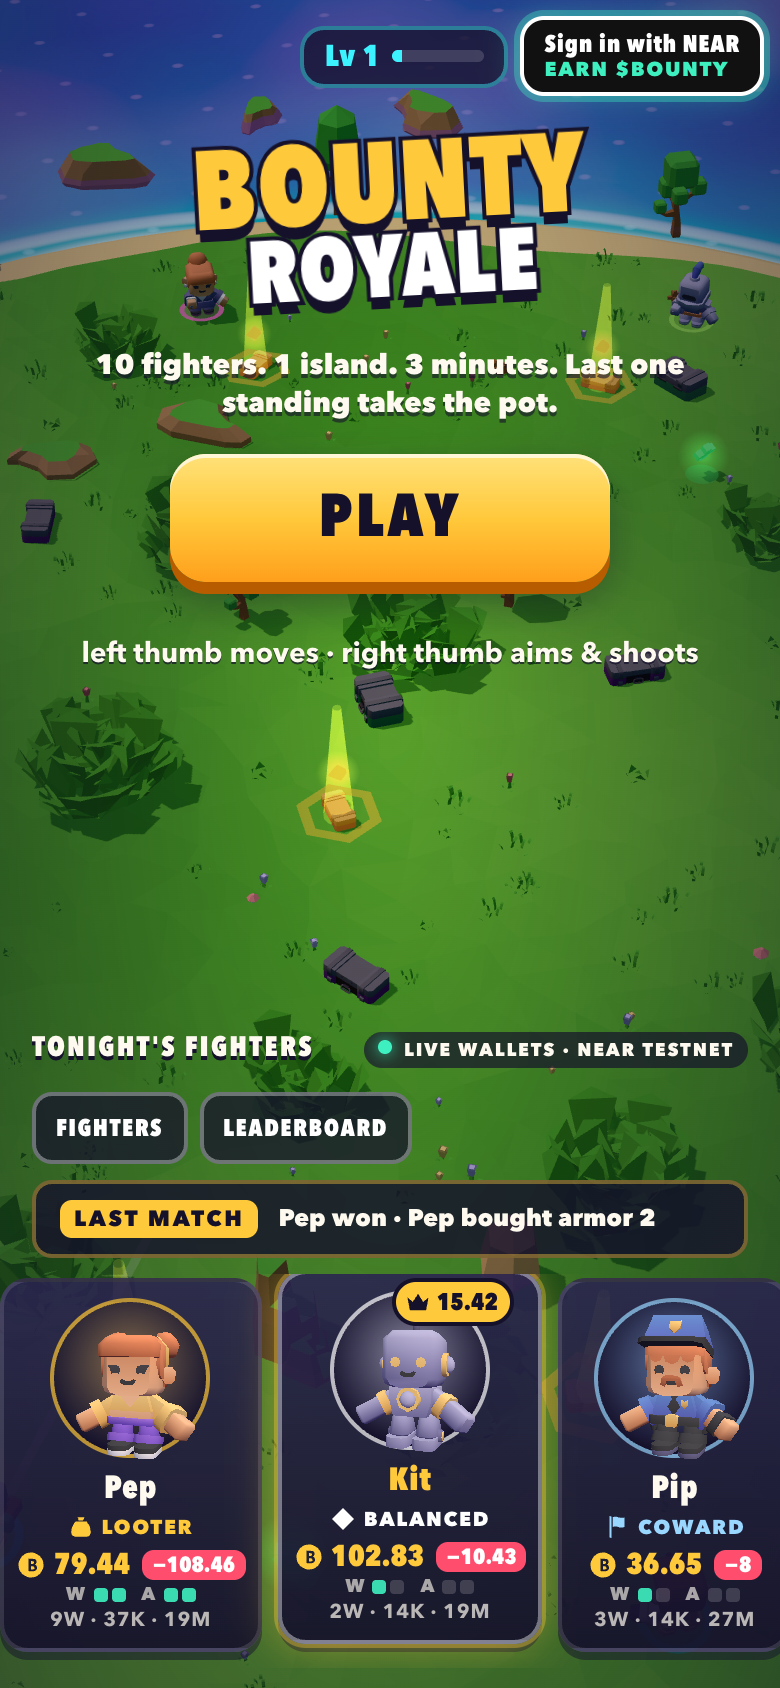 Lv 1
Sign in with NEAR
EARN $BOUNTY
BOUNTY
ROYALE
10 fighters. 1 island. 3 minutes. Last one
standing takes the pot.
PLAY
left thumb moves · right thumb aims & shoots
TONIGHT'S FIGHTERS
LIVE WALLETS · NEAR TESTNET
FIGHTERS
LEADERBOARD
LAST MATCH
Pep won · Pep bought armor 2
Pep
LOOTER
B 79.44 −108.46
W A
9W · 37K · 19M
15.42
Kit
BALANCED
B 102.83 −10.43
W A
2W · 14K · 19M
Pip
COWARD
B 36.65 −8
W A
3W · 14K · 27M